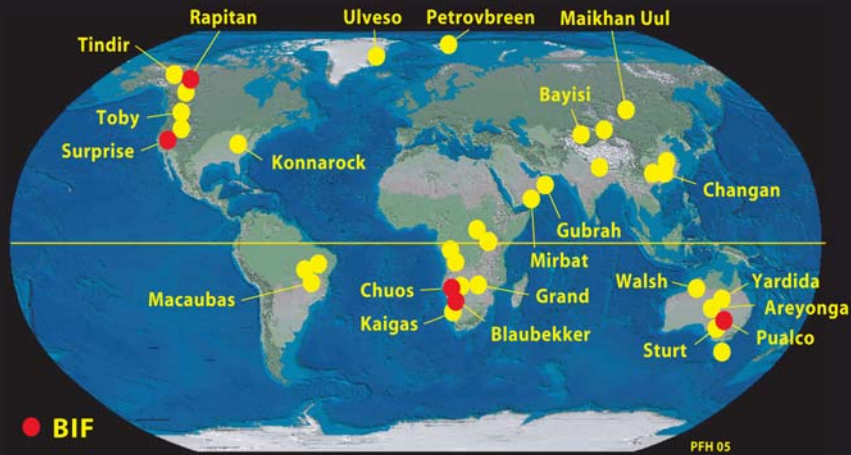 Rapitan
Ulveso
Petrovbreen
Maikhan Uul
Tindir
Bayisi
Toby
Surprise
Konnarock
Changan
Gubrah
Mirbat
Walsh
Yardida
Chuos
Grand
Macaubas
Areyonga
Kaigas
Blaubekker
Pualco
Sturt
BIF
PFH 05